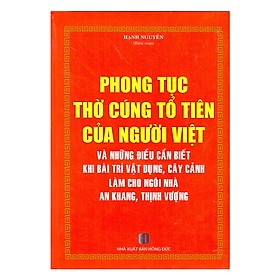 HẠNH NGUYÊN
(Biên soạn)
PHONG TỤC
THỜ CÚNG TỔ TIÊN
CỦA NGƯỜI VIỆT
VÀ NHỮNG ĐIỀU CẦN BIẾT
KHI BÀI TRÍ VẬT DỤNG, CÂY CẢNH
LÀM CHO NGÔI NHÀ
AN KHANG, THỊNH VƯỢNG
NHÀ XUẤT BẢN HỒNG ĐỨC